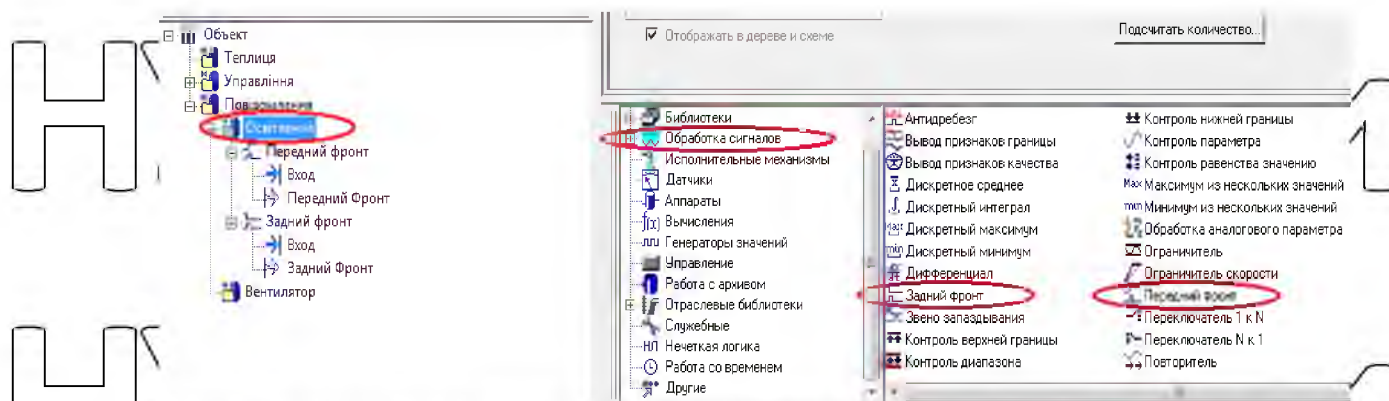 Объект
Теплиця
Управління
Повідомлення
Освітлення
Передний фронт
Вход
Передний Фронт
Задний фронт
Вход
Задний Фронт
Вентилятор
Отображать в дереве и схеме
Подсчитать количество...
Библиотеки
Обработка сигналов
Исполнительные механизмы
Датчики
Аппараты
Вычисления
Генераторы значений
Управление
Работа с архивом
Отраслевые библиотеки
Служебные
Нечеткая логика
Работа со временем
Другие
Антидребезг
Вывод признаков границы
Вывод признаков качества
Дискретное среднее
Дискретный интеграл
Дискретный максимум
Дискретный минимум
Дифференциал
Задний фронт
Звено запаздывания
Контроль верхней границы
Контроль диапазона
Контроль нижней границы
Контроль параметра
Контроль равенства значению
Максимум из нескольких значений
Минимум из нескольких значений
Обработка аналогового параметра
Ограничитель
Ограничитель скорости
Передний фронт
Переключатель 1 к N
Переключатель N к 1
Повторитель